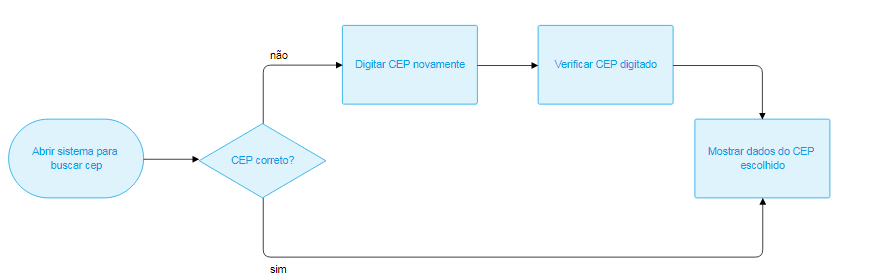 não
Digitar CEP novamente
Verificar CEP digitado
Abrir sistema para
buscar cep
CEP correto?
Mostrar dados do CEP
escolhido
sim